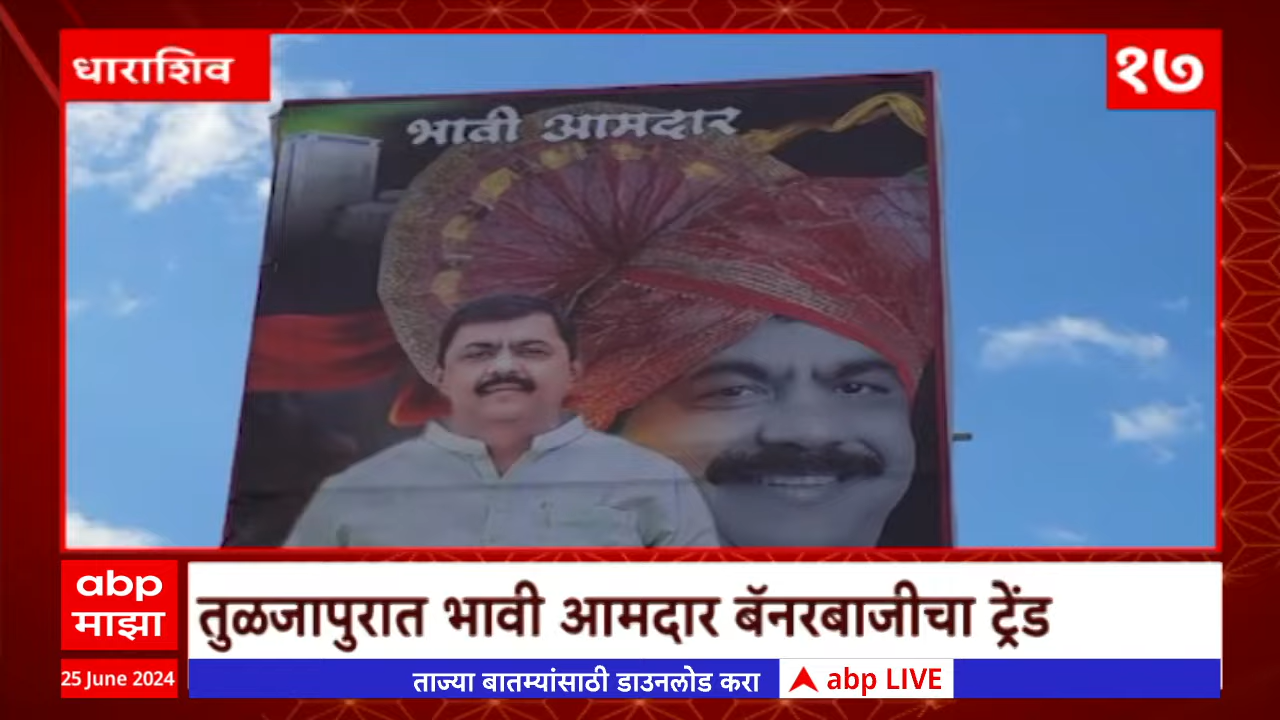 धाराशिव
१७
भावी आमदार
abp
माझा
तुळजापुरात भावी आमदार बॅनरबाजीचा ट्रेंड
25 June 2024
ताज्या बातम्यांसाठी डाउनलोड करा
abp LIVE